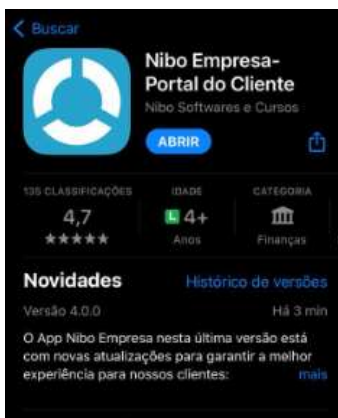 Buscar
Nibo Empresa-
Portal do Cliente
Nibo Softwares e Cursos
ABRIR
135 CLASSIFICAÇÕES
IDADE
CATEGORIA
4,7
L 4+
Anos
Finanças
Novidades
Histórico de versões
Versão 4.0.0
Há 3 min
O App Nibo Empresa nesta última versão está
com novas atualizações para garantir a melhor
experiência para nossos clientes:
mais